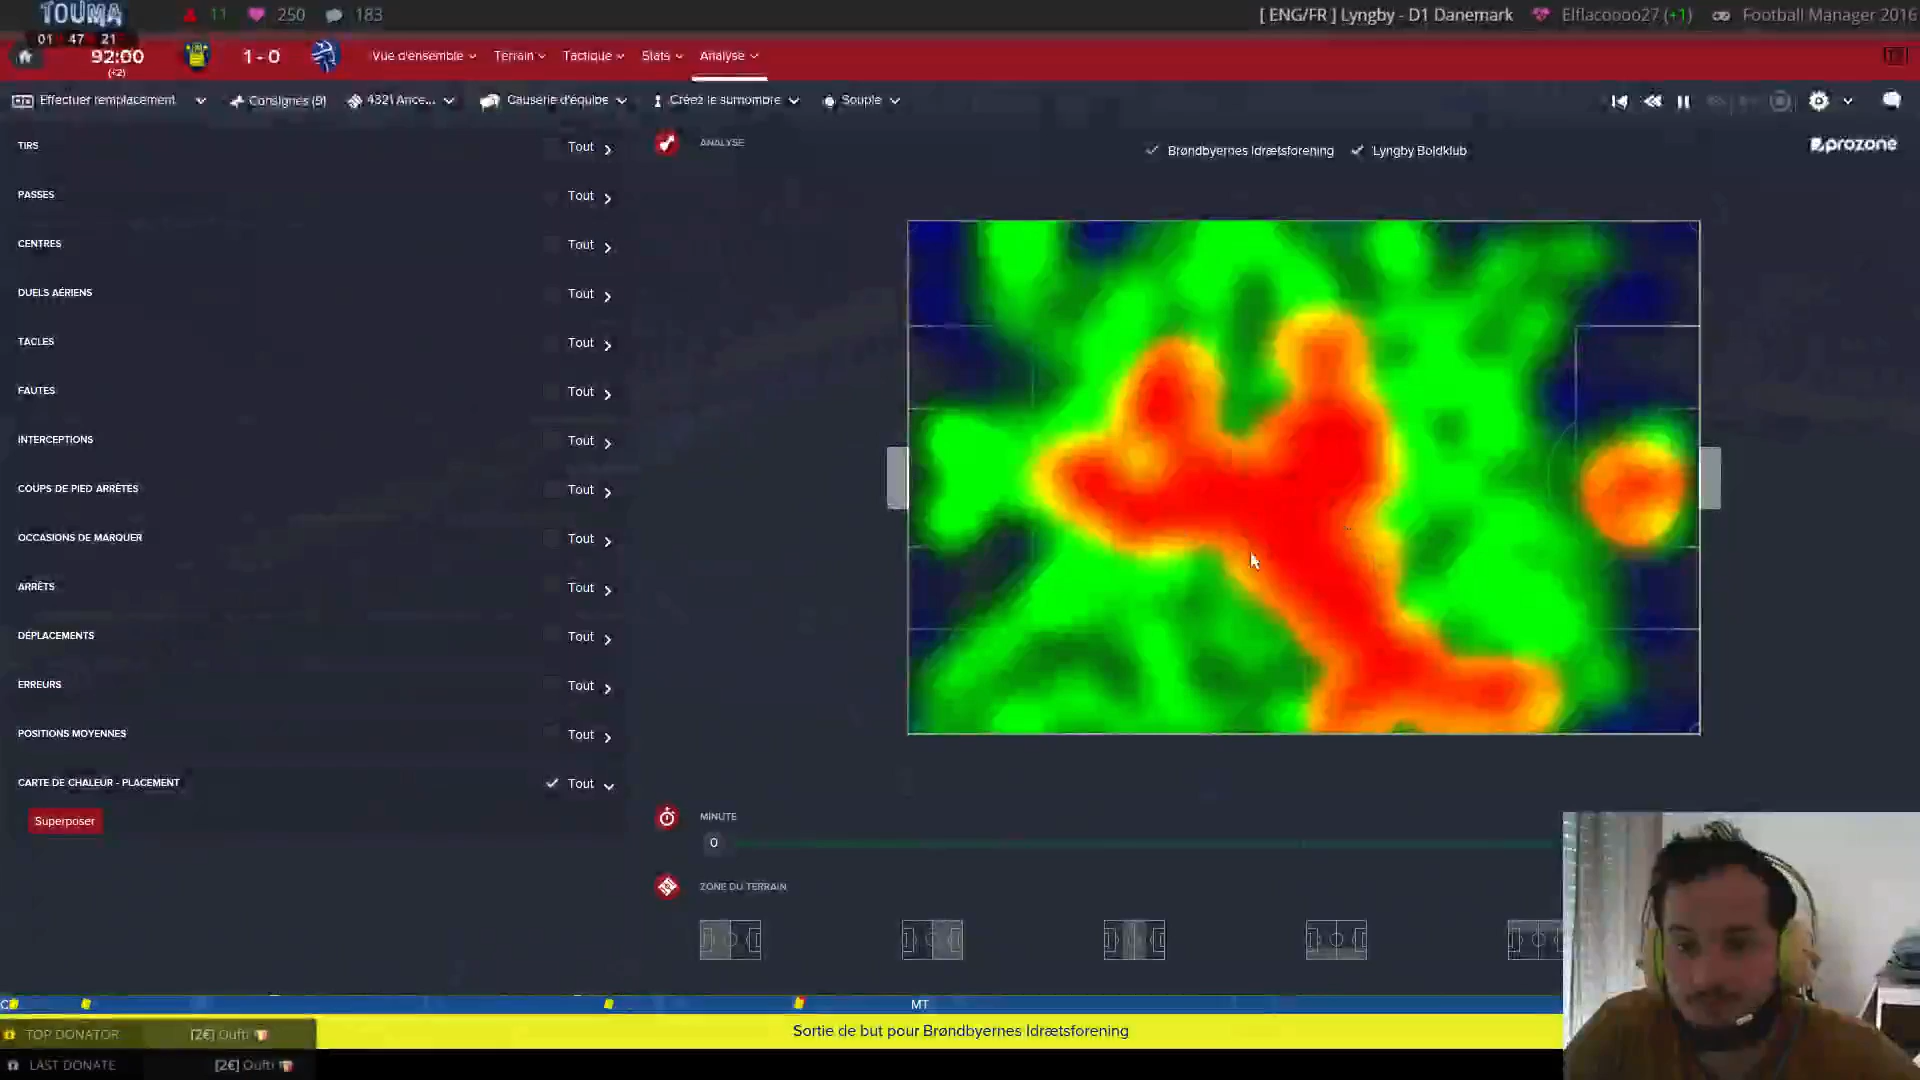 TOUMA
11
250
183
[ ENG/FR ] Lyngby - D1 Danemark
Elflacoooo27 (+1)
Football Manager 2016
01 47 21
92:00
(+2)
1 - 0
Vue d'ensemble
Terrain
Tactique
Stats
Analyse
Effectuer remplacement
Consignes (9)
4321 Ance...
Causerie d'équipe
Créez le surnombre
Souple
TIRS
Tout
PASSES
Tout
CENTRES
Tout
DUELS AÉRIENS
Tout
TACLES
Tout
FAUTES
Tout
INTERCEPTIONS
Tout
COUPS DE PIED ARRÊTÉS
Tout
OCCASIONS DE MARQUER
Tout
ARRÊTS
Tout
DÉPLACEMENTS
Tout
ERREURS
Tout
POSITIONS MOYENNES
Tout
CARTE DE CHALEUR - PLACEMENT
Tout
Superposer
ANALYSE
Brøndbyernes Idrætsforening
Lyngby Boldklub
prozone
MINUTE
0
ZONE DU TERRAIN
MT
Sortie de but pour Brøndbyernes Idrætsforening
TOP DONATOR
[2€] Oufti
LAST DONATE
[2€] Oufti